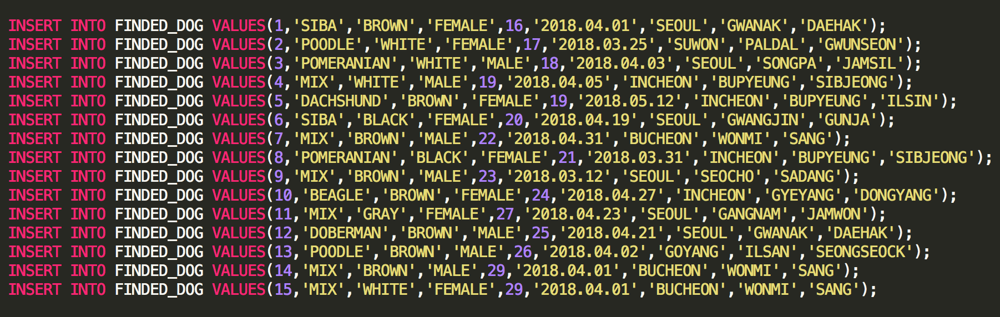 INSERT INTO FINDED_DOG VALUES(1,'SIBA','BROWN','FEMALE',16,'2018.04.01','SEOUL','GWANAK','DAEHAK');
INSERT INTO FINDED_DOG VALUES(2,'POODLE','WHITE','FEMALE',17,'2018.03.25','SUWON','PALDAL','GWUNSEON');
INSERT INTO FINDED_DOG VALUES(3,'POMERANIAN','WHITE','MALE',18,'2018.04.03','SEOUL','SONGPA','JAMSIL');
INSERT INTO FINDED_DOG VALUES(4,'MIX','WHITE','MALE',19,'2018.04.05','INCHEON','BUPYEUNG','SIBJEONG');
INSERT INTO FINDED_DOG VALUES(5,'DACHSHUND','BROWN','FEMALE',19,'2018.05.12','INCHEON','BUPYEUNG','ILSIN');
INSERT INTO FINDED_DOG VALUES(6,'SIBA','BLACK','FEMALE',20,'2018.04.19','SEOUL','GWANGJIN','GUNJA');
INSERT INTO FINDED_DOG VALUES(7,'MIX','BROWN','MALE',22,'2018.04.31','BUCHEON','WONMI','SANG');
INSERT INTO FINDED_DOG VALUES(8,'POMERANIAN','BLACK','FEMALE',21,'2018.03.31','INCHEON','BUPYEUNG','SIBJEONG');
INSERT INTO FINDED_DOG VALUES(9,'MIX','BROWN','MALE',23,'2018.03.12','SEOUL','SEOCHO','SADANG');
INSERT INTO FINDED_DOG VALUES(10,'BEAGLE','BROWN','FEMALE',24,'2018.04.27','INCHEON','GYEYANG','DONGYANG');
INSERT INTO FINDED_DOG VALUES(11,'MIX','GRAY','FEMALE',27,'2018.04.23','SEOUL','GANGNAM','JAMWON');
INSERT INTO FINDED_DOG VALUES(12,'DOBERMAN','BROWN','MALE',25,'2018.04.21','SEOUL','GWANAK','DAEHAK');
INSERT INTO FINDED_DOG VALUES(13,'POODLE','BROWN','MALE',26,'2018.04.02','GOYANG','ILSAN','SEONGSEOCK');
INSERT INTO FINDED_DOG VALUES(14,'MIX','BROWN','MALE',29,'2018.04.01','BUCHEON','WONMI','SANG');
INSERT INTO FINDED_DOG VALUES(15,'MIX','WHITE','FEMALE',29,'2018.04.01','BUCHEON','WONMI','SANG');